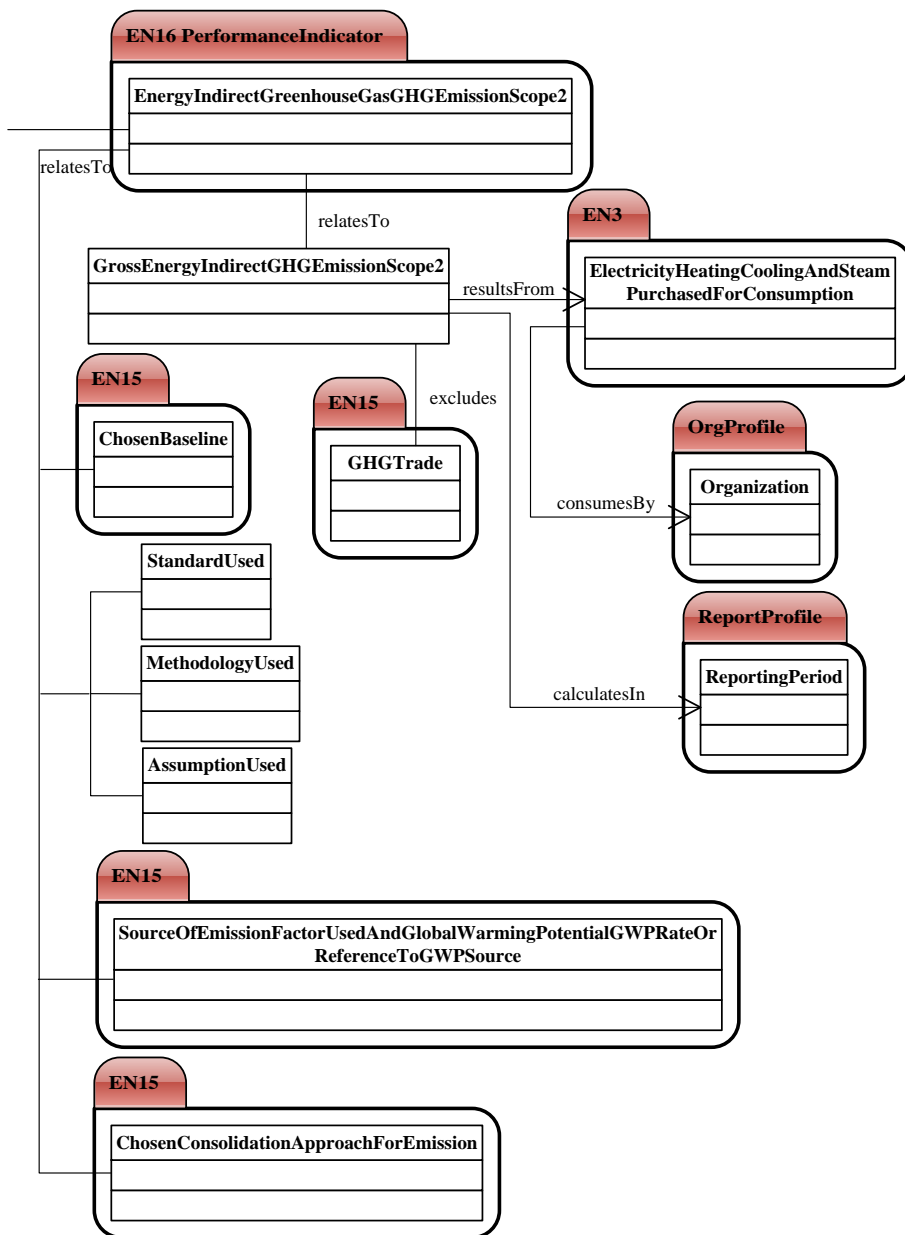 EN16 PerformanceIndicator
EnergyIndirectGreenhouseGasGHGEmissionScope2
relatesTo
relatesTo
EN3
GrossEnergyIndirectGHGEmissionScope2
ElectricityHeatingCoolingAndSteam
PurchasedForConsumption
resultsFrom
EN15
EN15
excludes
OrgProfile
ChosenBaseline
GHGTrade
Organization
consumesBy
StandardUsed
ReportProfile
MethodologyUsed
ReportingPeriod
calculatesIn
AssumptionUsed
EN15
SourceOfEmissionFactorUsedAndGlobalWarmingPotentialGWPRateOr
ReferenceToGWPSource
EN15
ChosenConsolidationApproachForEmission